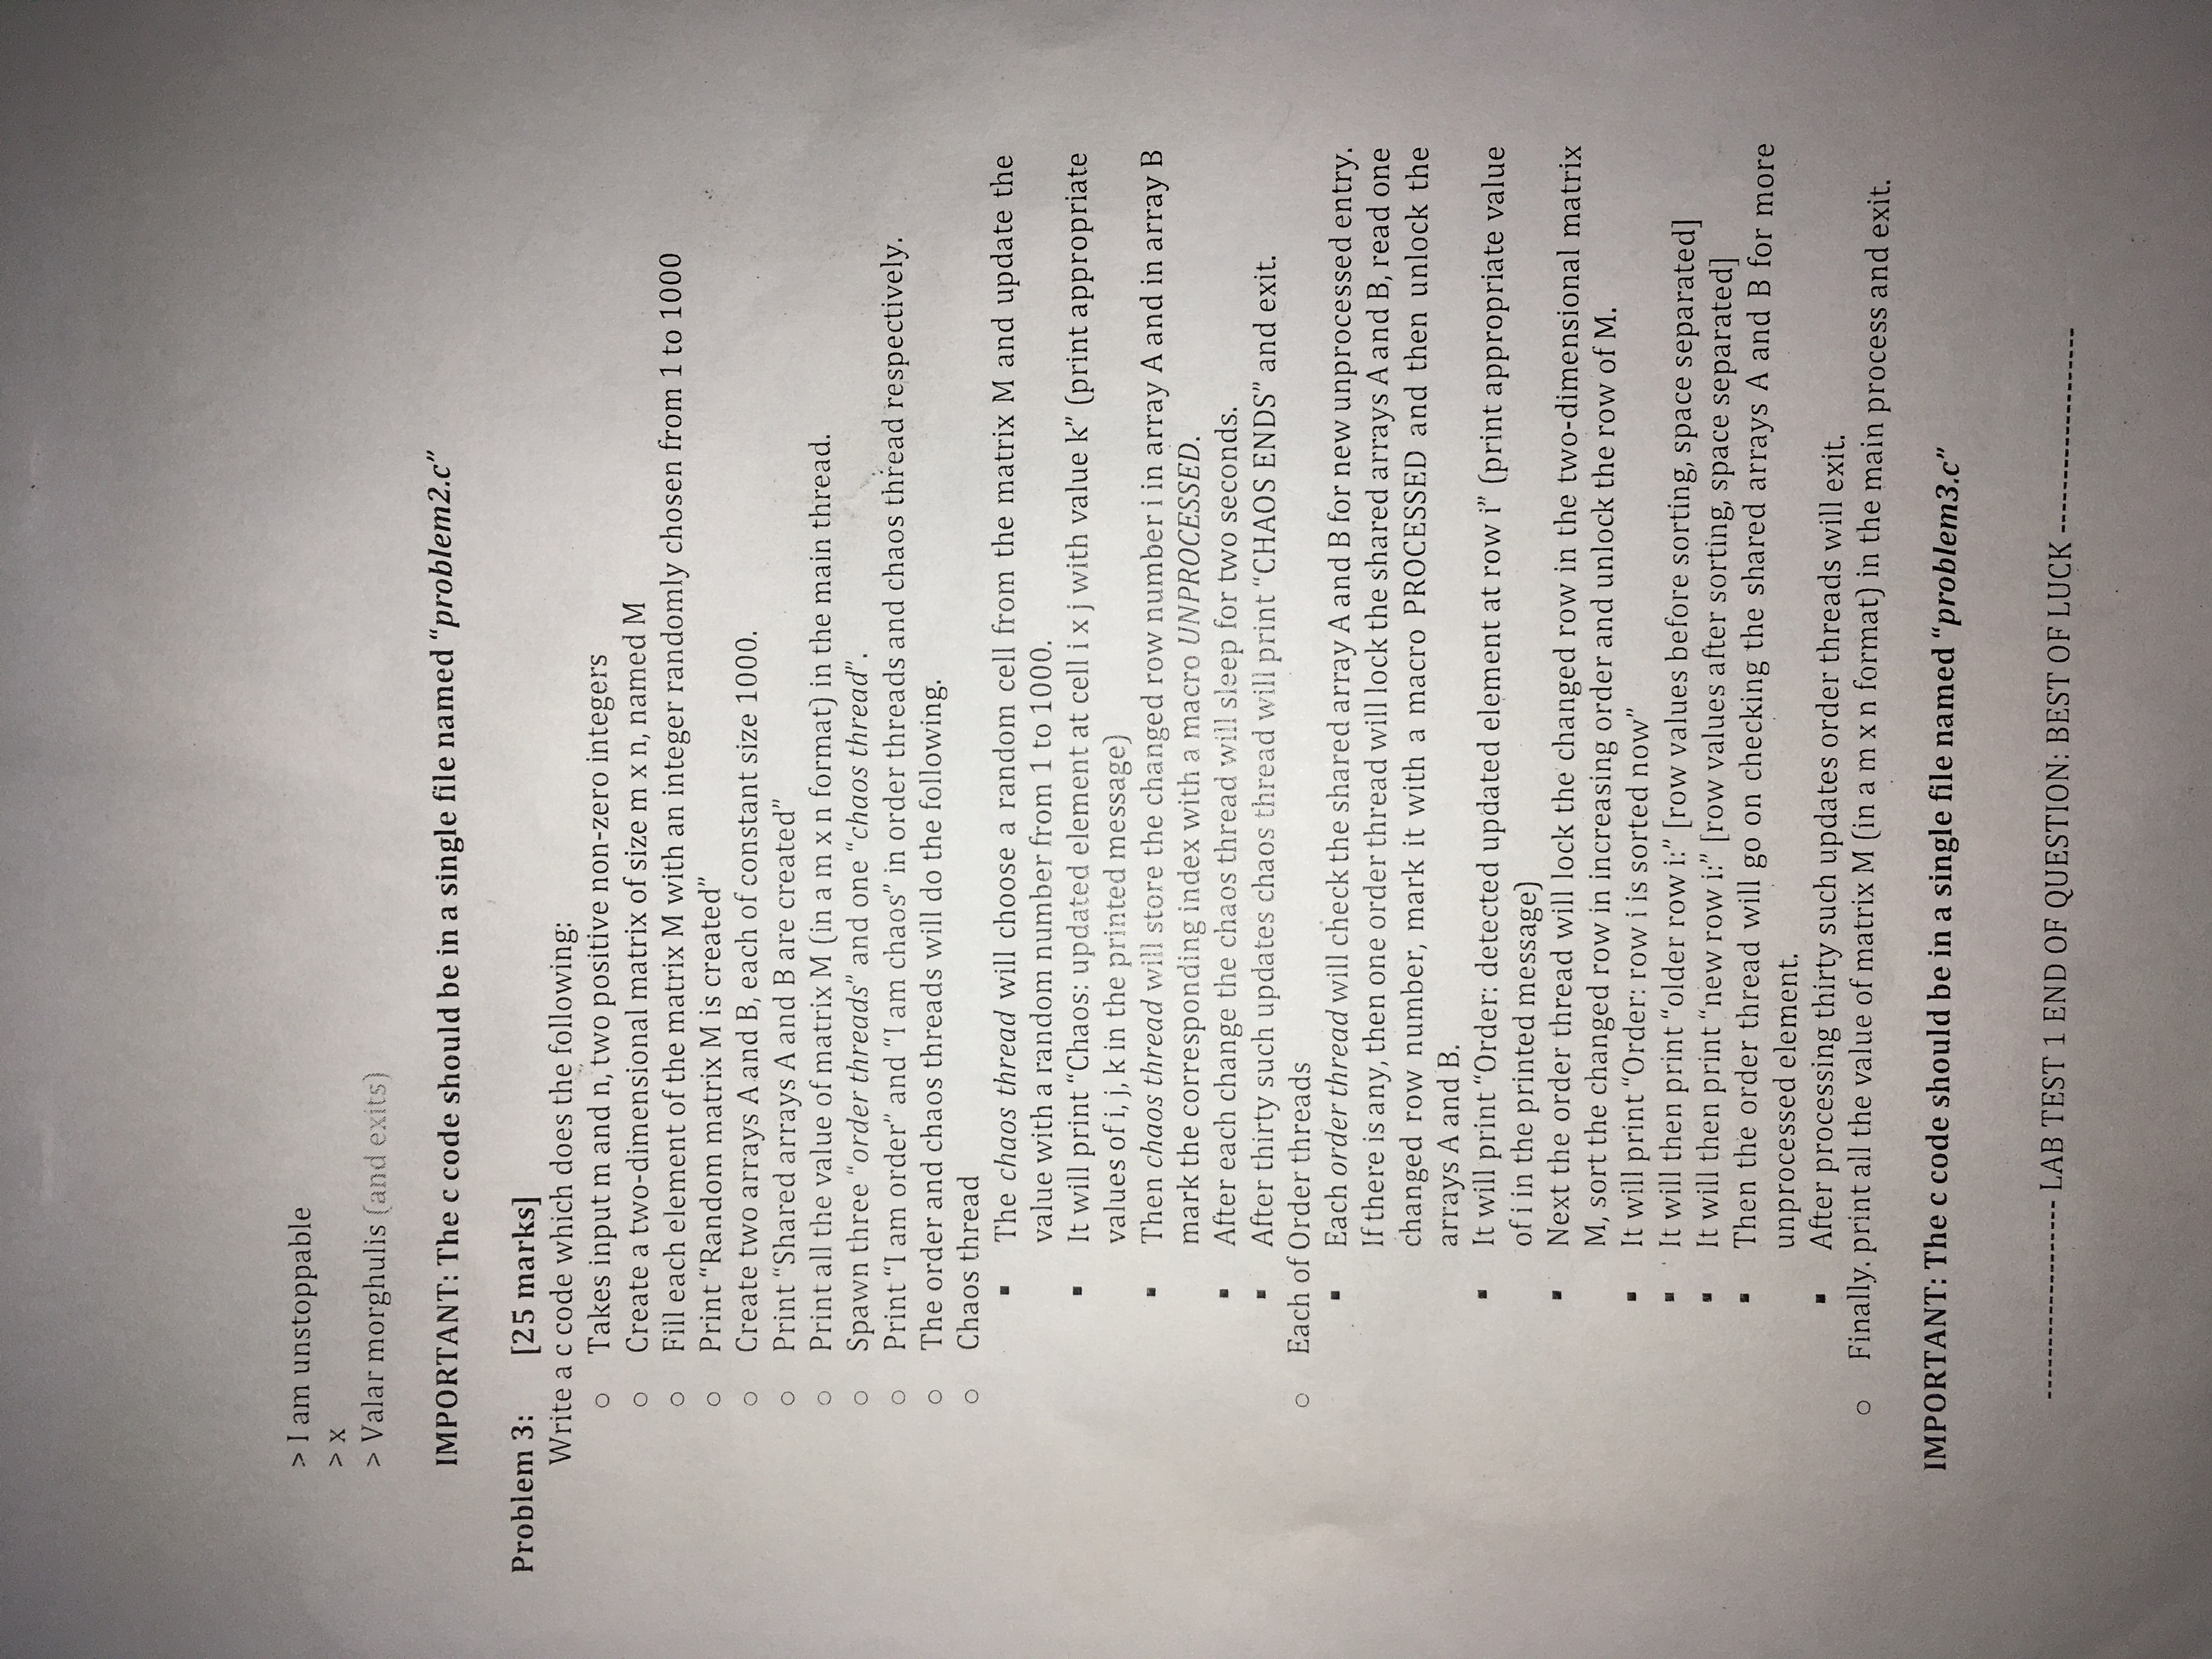 > I am unstoppable
> x
> Valar morghulis (and exits)
IMPORTANT: The c code should be in a single file named “problem2.c”
Problem 3: [25 marks]
Write a c code which does the following:
○ Takes input m and n, two positive non-zero integers
○ Create a two-dimensional matrix of size m x n, named M
○ Fill each element of the matrix M with an integer randomly chosen from 1 to 1000
○ Print “Random matrix M is created”
○ Create two arrays A and B, each of constant size 1000.
○ Print “Shared arrays A and B are created”
○ Print all the value of matrix M (in a m x n format) in the main thread.
○ Spawn three “order threads” and one “chaos thread”.
○ Print “I am order” and “I am chaos” in order threads and chaos thread respectively.
○ The order and chaos threads will do the following.
○ Chaos thread
▪ The chaos thread will choose a random cell from the matrix M and update the
value with a random number from 1 to 1000.
▪ It will print “Chaos: updated element at cell i x j with value k” (print appropriate
values of i, j, k in the printed message)
▪ Then chaos thread will store the changed row number i in array A and in array B
mark the corresponding index with a macro UNPROCESSED.
▪ After each change the chaos thread will sleep for two seconds.
▪ After thirty such updates chaos thread will print “CHAOS ENDS” and exit.
○ Each of Order threads
▪ Each order thread will check the shared array A and B for new unprocessed entry.
If there is any, then one order thread will lock the shared arrays A and B, read one
changed row number, mark it with a macro PROCESSED and then unlock the
arrays A and B.
▪ It will print “Order: detected updated element at row i” (print appropriate value
of i in the printed message)
▪ Next the order thread will lock the changed row in the two-dimensional matrix
M, sort the changed row in increasing order and unlock the row of M.
▪ It will print “Order: row i is sorted now”
▪ It will then print “older row i:” [row values before sorting, space separated]
▪ It will then print “new row i:” [row values after sorting, space separated]
▪ Then the order thread will go on checking the shared arrays A and B for more
unprocessed element.
▪ After processing thirty such updates order threads will exit.
○ Finally. print all the value of matrix M (in a m x n format) in the main process and exit.
IMPORTANT: The c code should be in a single file named “problem3.c”
------------------- LAB TEST 1 END OF QUESTION: BEST OF LUCK -------------------